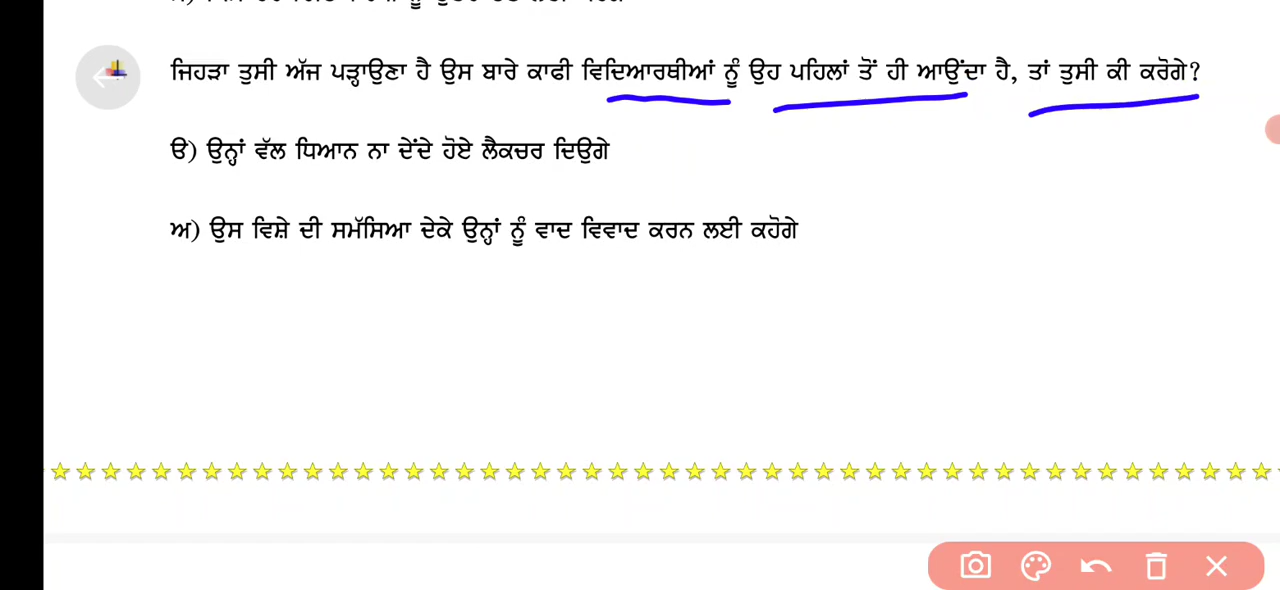 ਜਿਹੜਾ ਤੁਸੀ ਅੱਜ ਪੜ੍ਹਾਉਣਾ ਹੈ ਉਸ ਬਾਰੇ ਕਾਫੀ ਵਿਦਿਆਰਥੀਆਂ ਨੂੰ ਉਹ ਪਹਿਲਾਂ ਤੋਂ ਹੀ ਆਉਂਦਾ ਹੈ, ਤਾਂ ਤੁਸੀ ਕੀ ਕਰੋਗੇ?
ੳ) ਉਨ੍ਹਾਂ ਵੱਲ ਧਿਆਨ ਨਾ ਦੇਂਦੇ ਹੋਏ ਲੈਕਚਰ ਦਿਉਗੇ
ਅ) ਉਸ ਵਿਸ਼ੇ ਦੀ ਸਮੱਸਿਆ ਦੇਕੇ ਉਨ੍ਹਾਂ ਨੂੰ ਵਾਦ ਵਿਵਾਦ ਕਰਨ ਲਈ ਕਹੋਗੇ